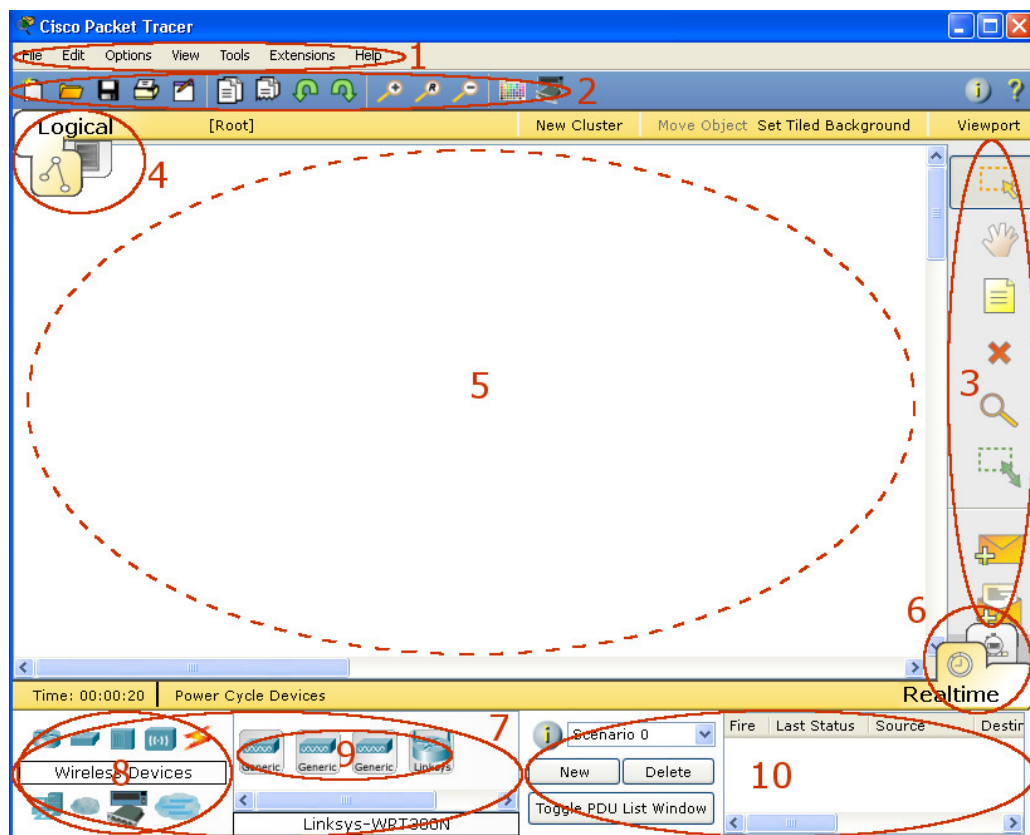 Cisco Packet Tracer
File Edit Options View Tools Extensions Help 1
2
Logical [Root] New Cluster Move Object Set Tiled Background Viewport
4
5
3
6
Time: 00:00:20 Power Cycle Devices Realtime
7
Scenario 0
Fire Last Status Source Destin
Wireless Devices
8
Generic Generic Generic Linksys
9
New Delete
10
Toggle PDU List Window
Linksys-WRT300N